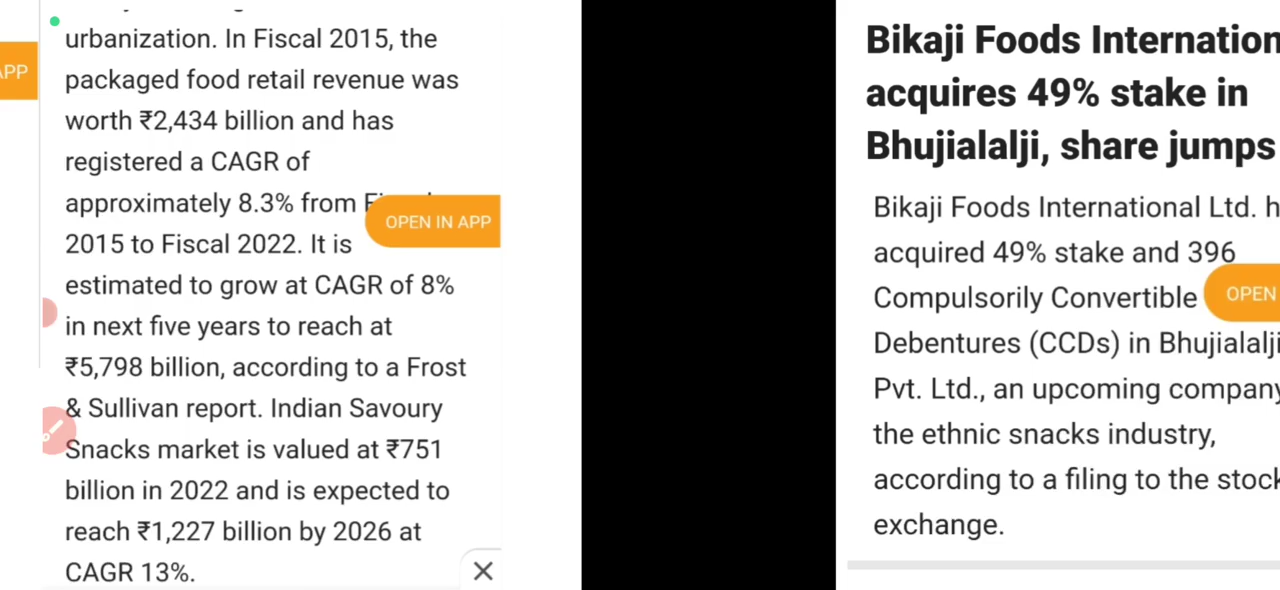 urbanization. In Fiscal 2015, the
packaged food retail revenue was
worth ₹2,434 billion and has
registered a CAGR of
approximately 8.3% from
2015 to Fiscal 2022. It is
estimated to grow at CAGR of 8%
in next five years to reach at
₹5,798 billion, according to a Frost
& Sullivan report. Indian Savoury
Snacks market is valued at ₹751
billion in 2022 and is expected to
reach ₹1,227 billion by 2026 at
CAGR 13%.
APP
OPEN IN APP
Bikaji Foods Internation
acquires 49% stake in
Bhujialalji, share jumps
Bikaji Foods International Ltd. h
acquired 49% stake and 396
Compulsorily Convertible
Debentures (CCDs) in Bhujialalji
Pvt. Ltd., an upcoming company
the ethnic snacks industry,
according to a filing to the stock
exchange.
OPEN